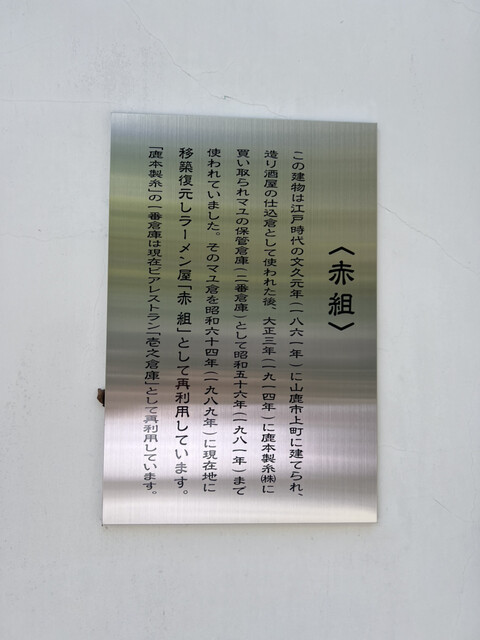 〈赤組〉
この建物は江戸時代の文久元年(一八六一年)に山鹿市上町に建てられ、
造り酒屋の仕込倉として使われた後、大正三年(一九一四年)に鹿本製糸㈱に
買い取られマユの保管倉庫(二番倉庫)として昭和五十六年(一九八一年)まで
使われていました。そのマユ倉を昭和六十四年(一九八九年)に現在地に
移築復元しラーメン屋「赤組」として再利用しています。
「鹿本製糸」の一番倉庫は現在ビアレストラン「壱之倉庫」として再利用しています。